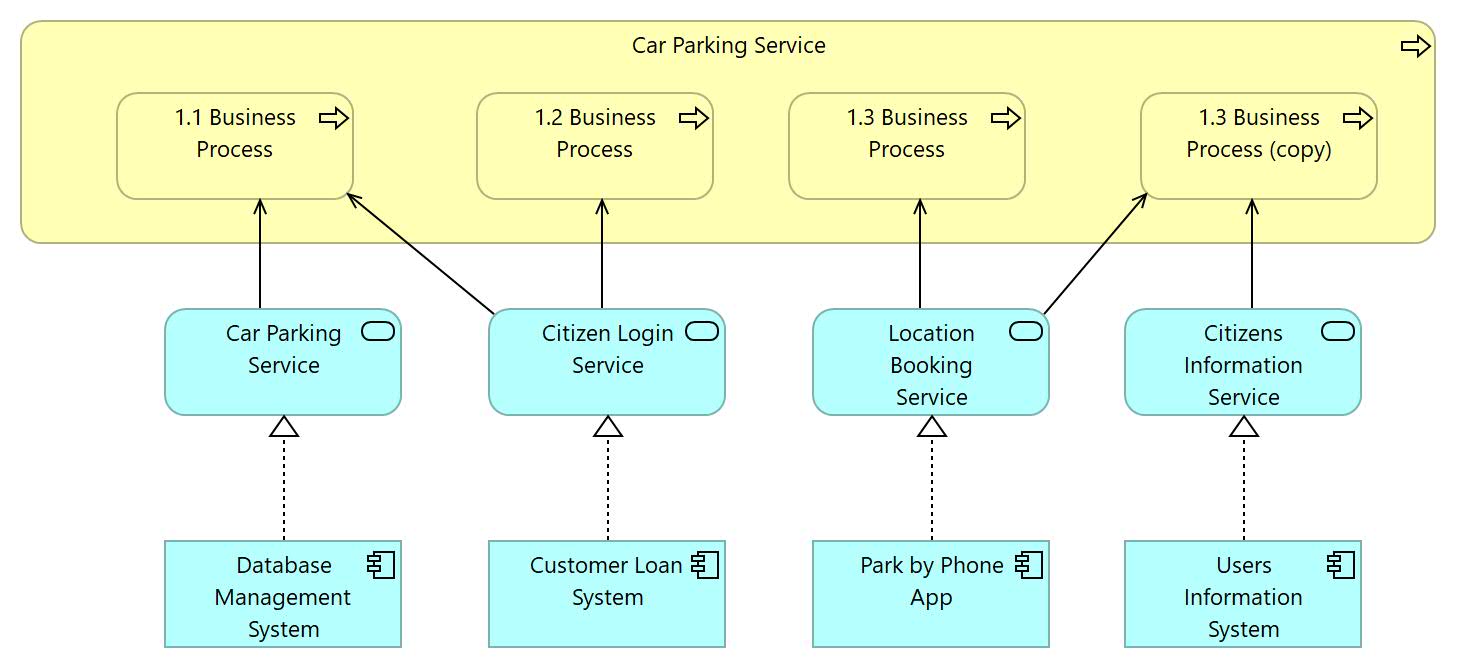 Car Parking Service
1.1 Business
Process
1.2 Business
Process
1.3 Business
Process
1.3 Business
Process (copy)
Car Parking
Service
Citizen Login
Service
Location
Booking
Service
Citizens
Information
Service
Database
Management
System
Customer Loan
System
Park by Phone
App
Users
Information
System